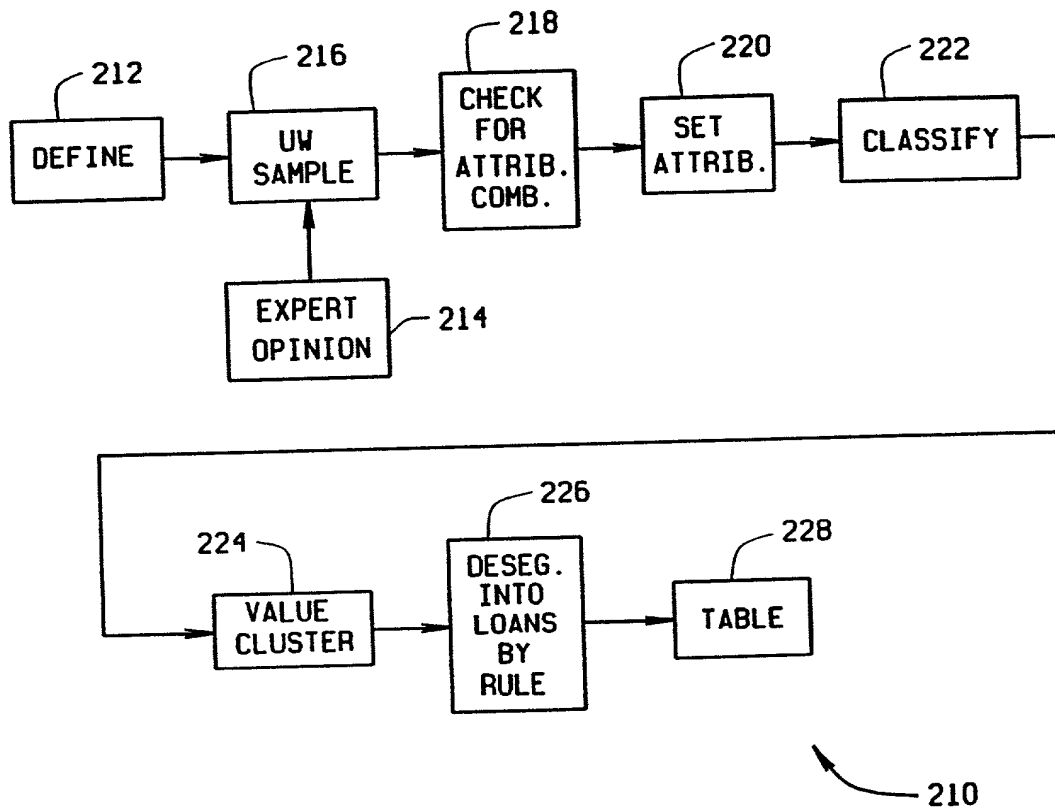 212
DEFINE
216
UW
SAMPLE
218
CHECK
FOR
ATTRIB.
COMB.
220
SET
ATTRIB.
222
CLASSIFY
EXPERT
OPINION
214
224
VALUE
CLUSTER
226
DESEG.
INTO
LOANS
BY
RULE
228
TABLE
210